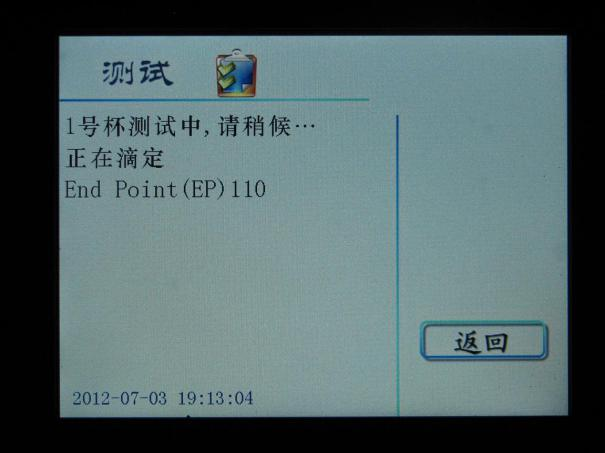 测试
1号杯测试中,请稍候…
正在滴定
End Point(EP)110
返回
2012-07-03 19:13:04